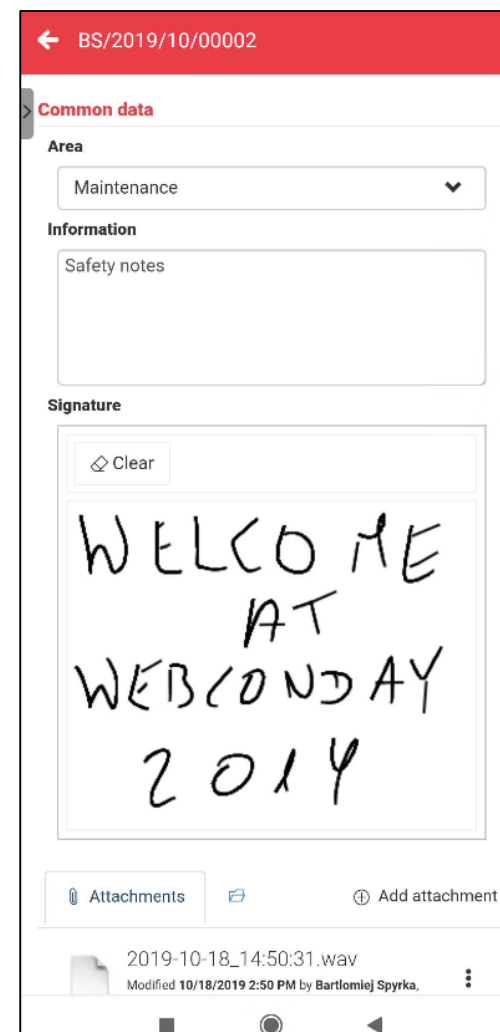 BS/2019/10/00002
Common data
Area
Maintenance
Information
Safety notes
Signature
Clear
WELCOME
AT
WEBCONDAY
2019
Attachments
Add attachment
2019-10-18_14:50:31.wav
Modified 10/18/2019 2:50 PM by Bartlomiej Spyrka,